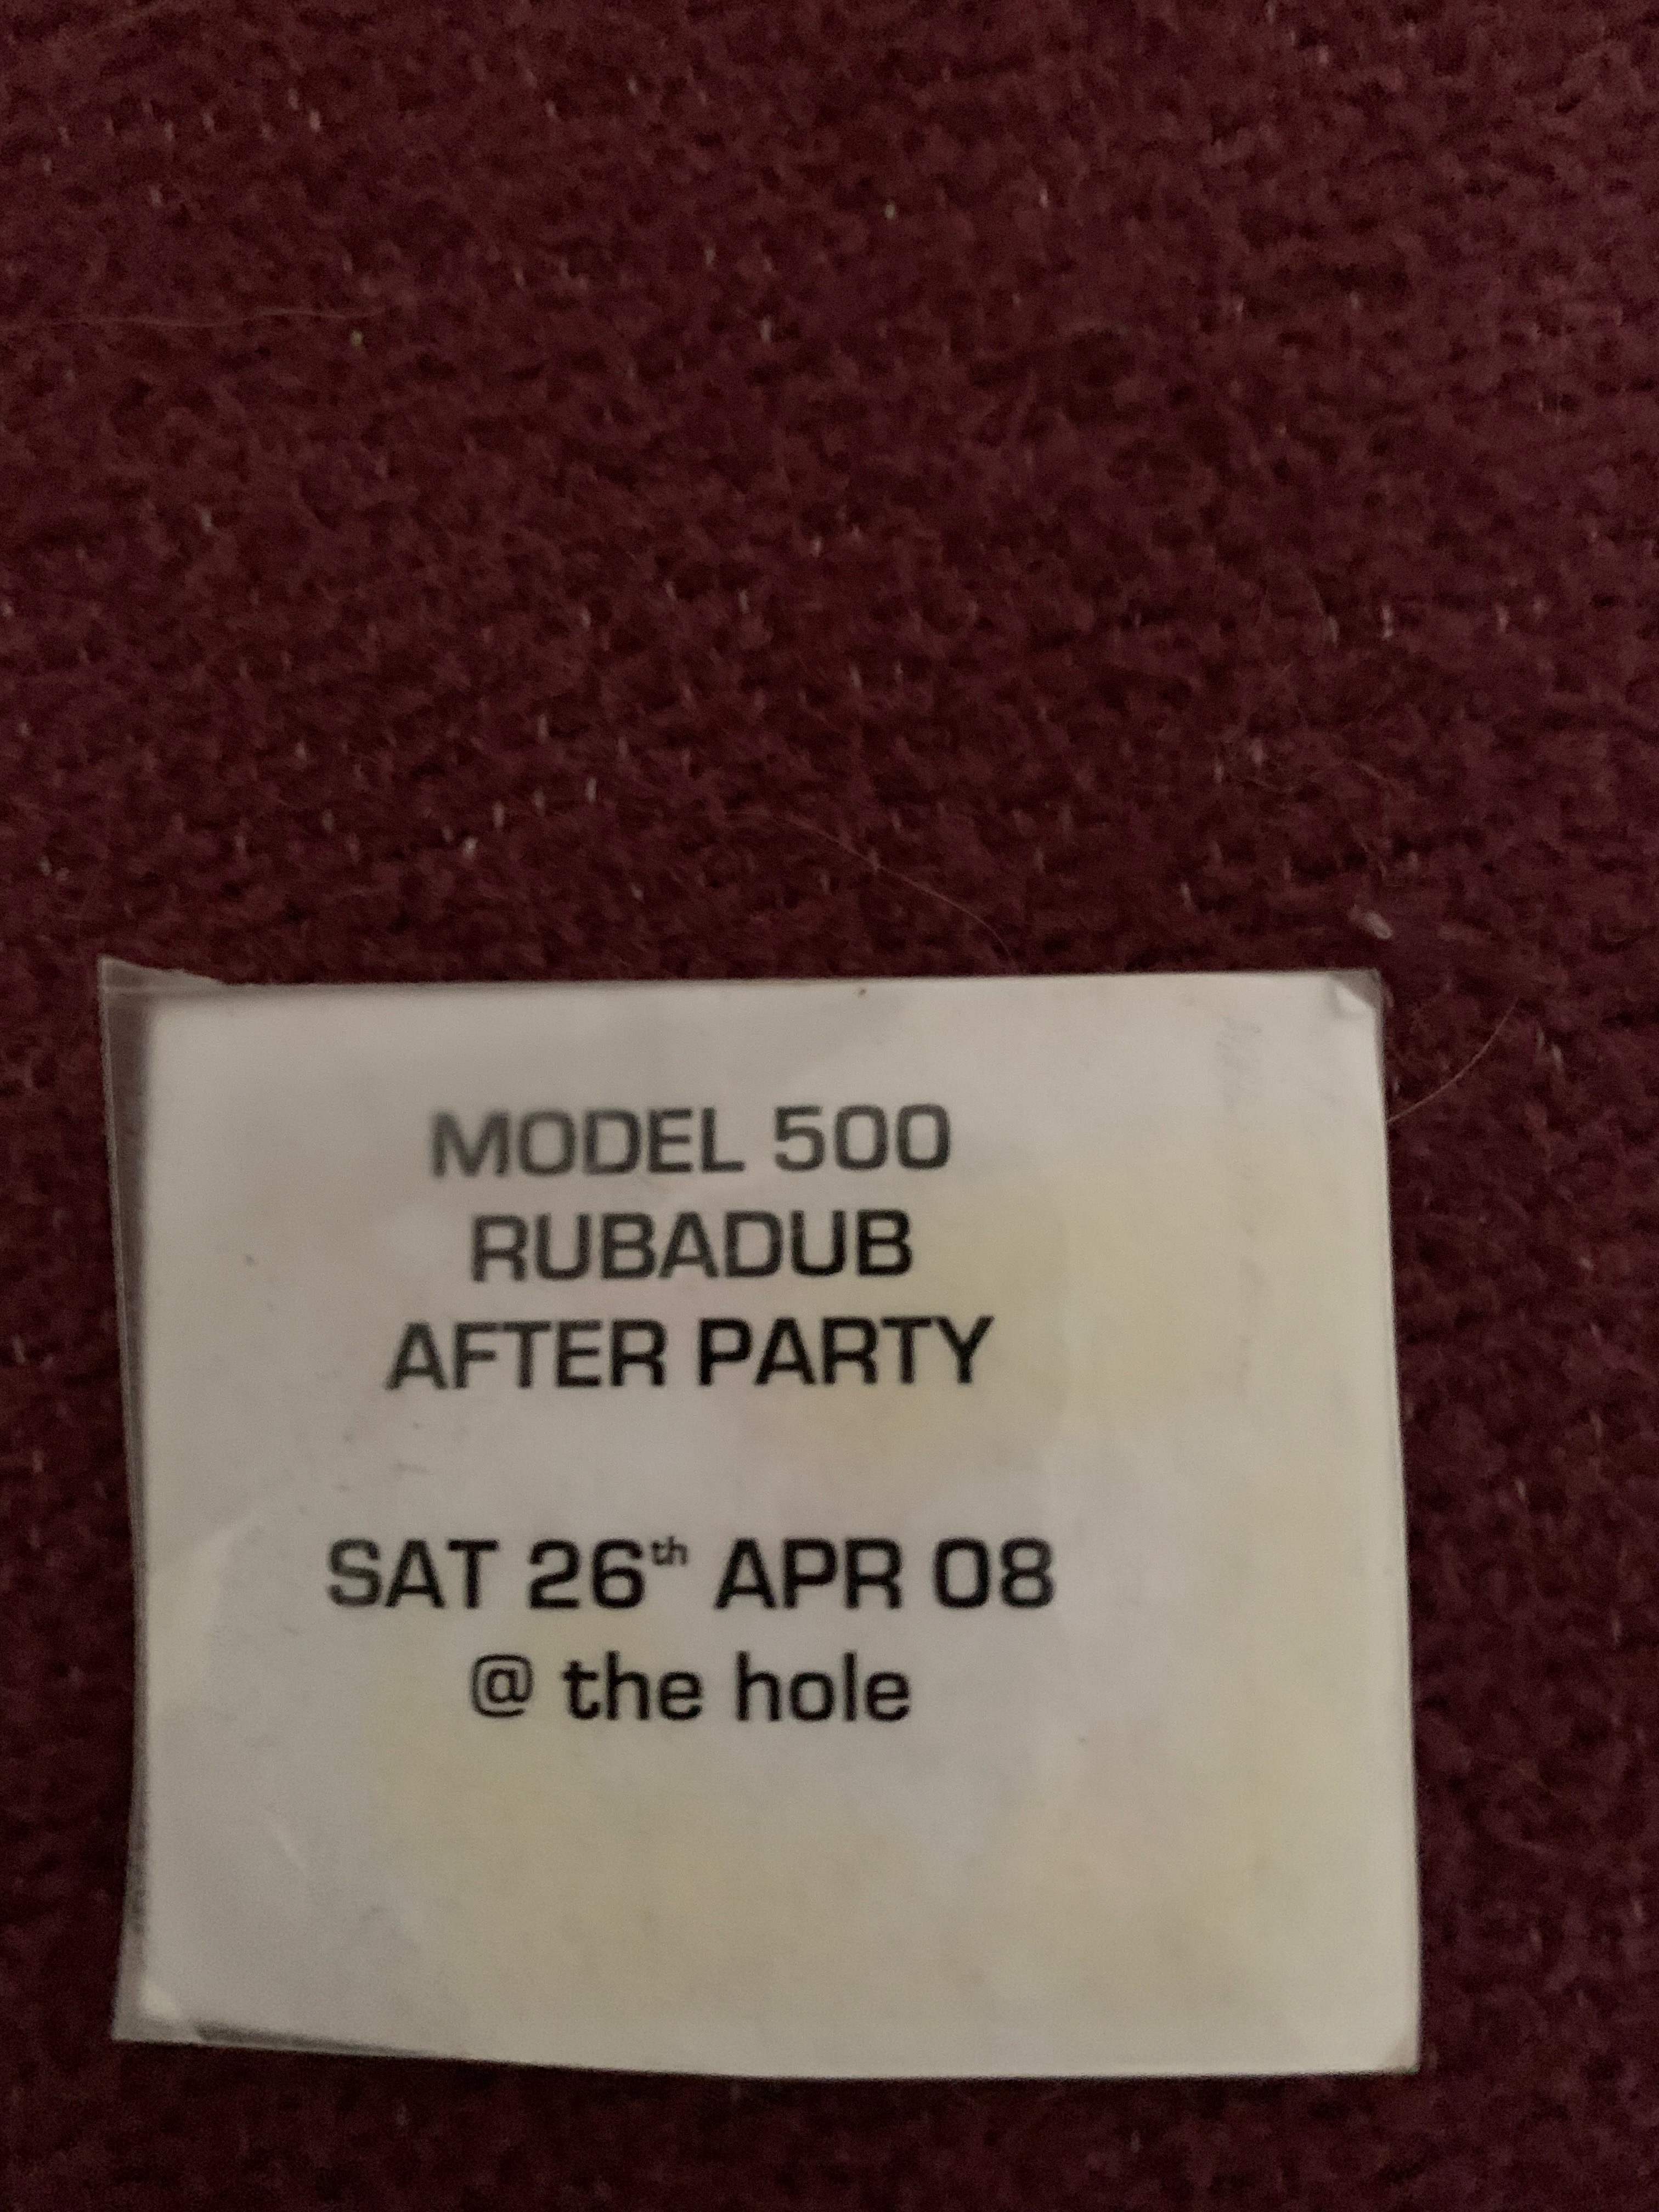 MODEL 500
RUBADUB
AFTER PARTY
SAT 26th APR 08
@ the hole